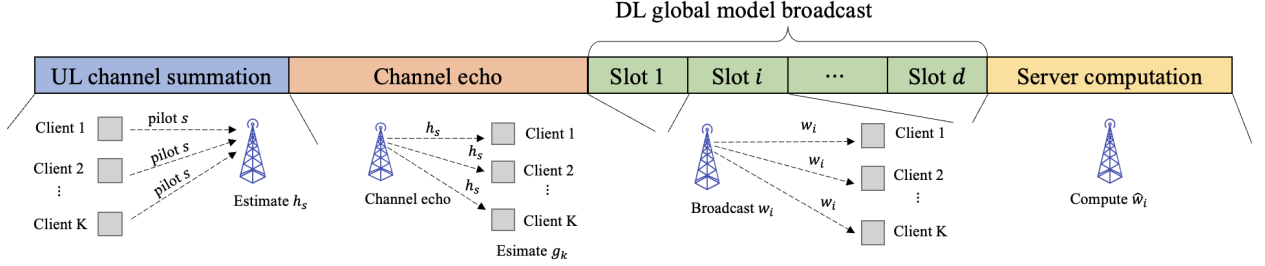 DL global model broadcast
UL channel summation
Channel echo
Slot 1
Slot i
...
Slot d
Server computation
Client 1
pilot s
Client 2
pilot s
⋮
pilot s
Client K
Estimate h_s
h_s
Client 1
h_s
Client 2
⋮
h_s
Channel echo
Client K
Esimate g_k
w_i
Client 1
w_i
Client 2
⋮
w_i
Broadcast w_i
Client K
Compute ŵ_i